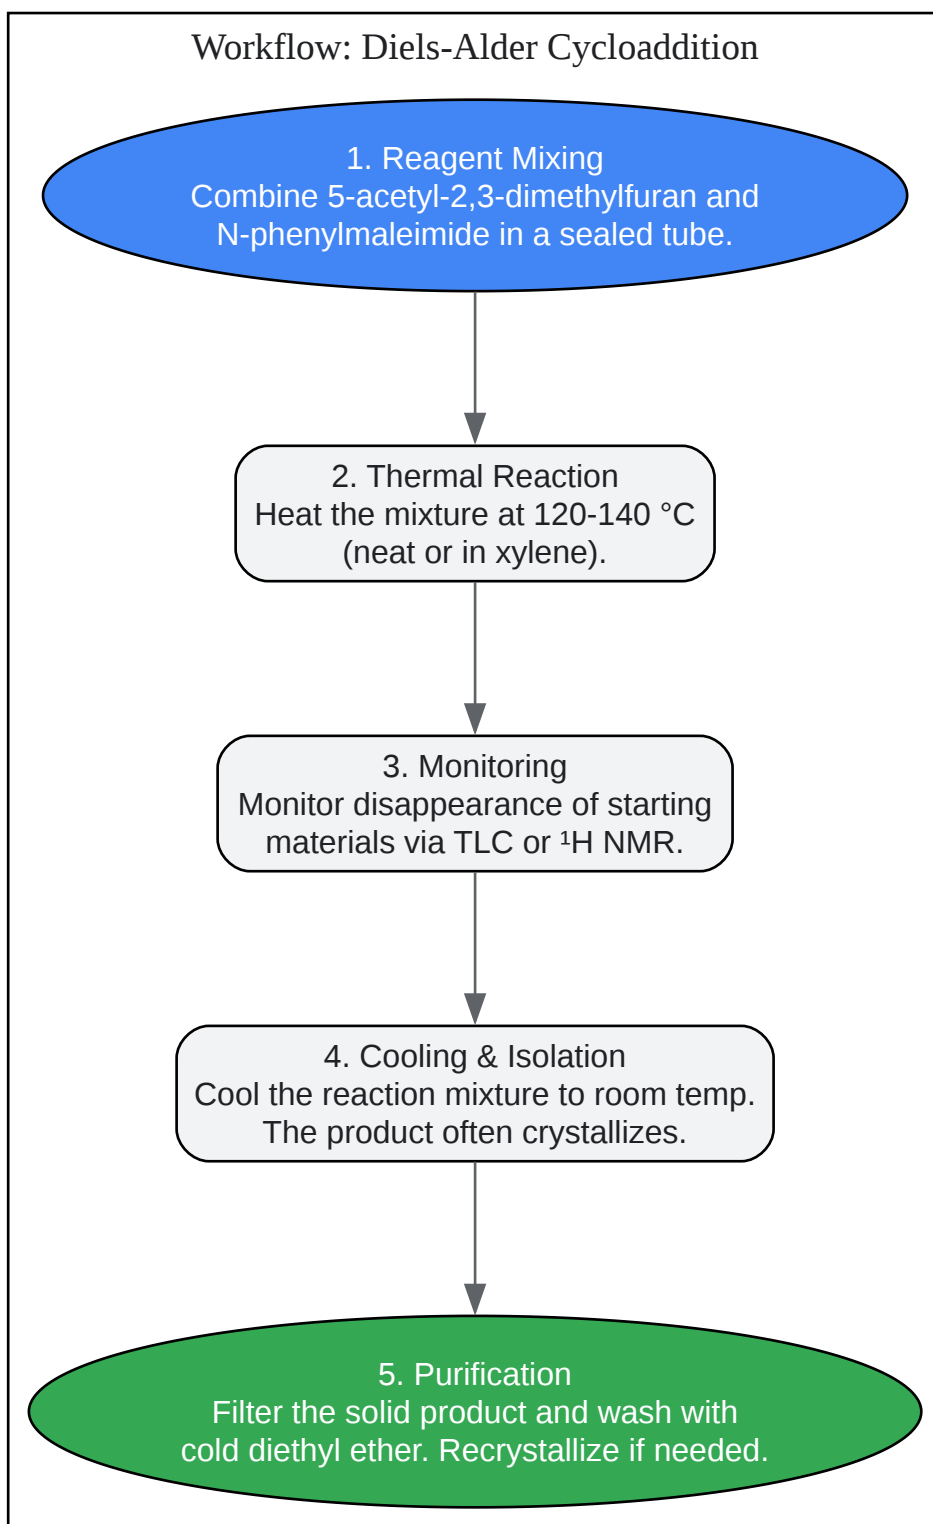 Workflow: Diels-Alder Cycloaddition
1. Reagent Mixing
Combine 5-acetyl-2,3-dimethylfuran and
N-phenylmaleimide in a sealed tube.
2. Thermal Reaction
Heat the mixture at 120-140 °C
(neat or in xylene).
3. Monitoring
Monitor disappearance of starting
materials via TLC or ¹H NMR.
4. Cooling & Isolation
Cool the reaction mixture to room temp.
The product often crystallizes.
5. Purification
Filter the solid product and wash with
cold diethyl ether. Recrystallize if needed.